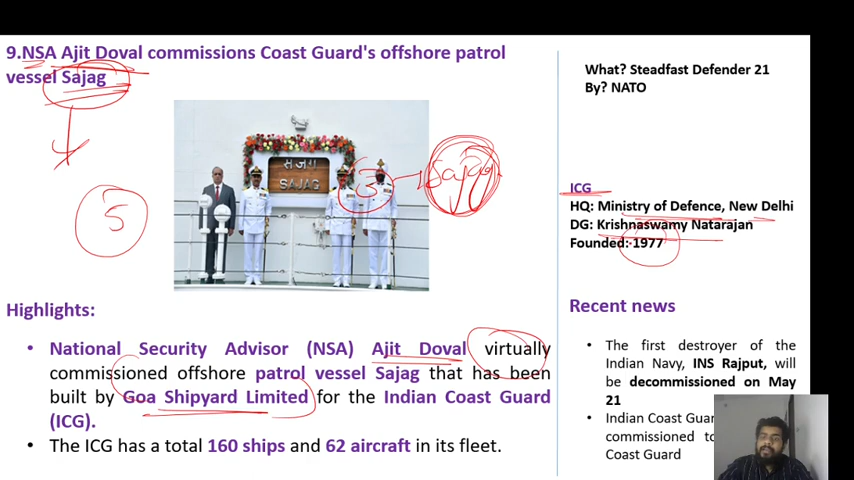 9.NSA Ajit Doval commissions Coast Guard's offshore patrol
vessel Sajag
सजग
SAJAG
3
Sajag
5
Highlights:
• National Security Advisor (NSA) Ajit Doval virtually
commissioned offshore patrol vessel Sajag that has been
built by Goa Shipyard Limited for the Indian Coast Guard
(ICG).
• The ICG has a total 160 ships and 62 aircraft in its fleet.
What? Steadfast Defender 21
By? NATO
ICG
HQ: Ministry of Defence, New Delhi
DG: Krishnaswamy Natarajan
Founded: 1977
Recent news
• The first destroyer of the
Indian Navy, INS Rajput, will
be decommissioned on May
21
• Indian Coast Guar
commissioned to
Coast Guard